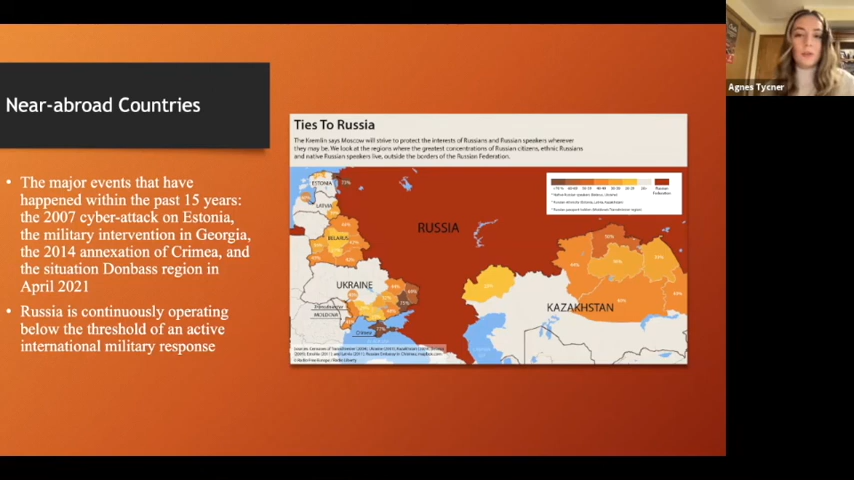 Near-abroad Countries
• The major events that have
happened within the past 15 years:
the 2007 cyber-attack on Estonia,
the military intervention in Georgia,
the 2014 annexation of Crimea, and
the situation Donbass region in
April 2021
• Russia is continuously operating
below the threshold of an active
international military response
Ties To Russia
The Kremlin says Moscow will strive to protect the interests of Russians and Russian speakers wherever
they may be. We look at the regions where the greatest concentrations of Russian citizens, ethnic Russians
and native Russian speakers live, outside the borders of the Russian Federation.
Russian
Federation
ESTONIA
LATVIA
BELARUS
RUSSIA
UKRAINE
MOLDOVA
Crimea
KAZAKHSTAN
Agnes Tycner